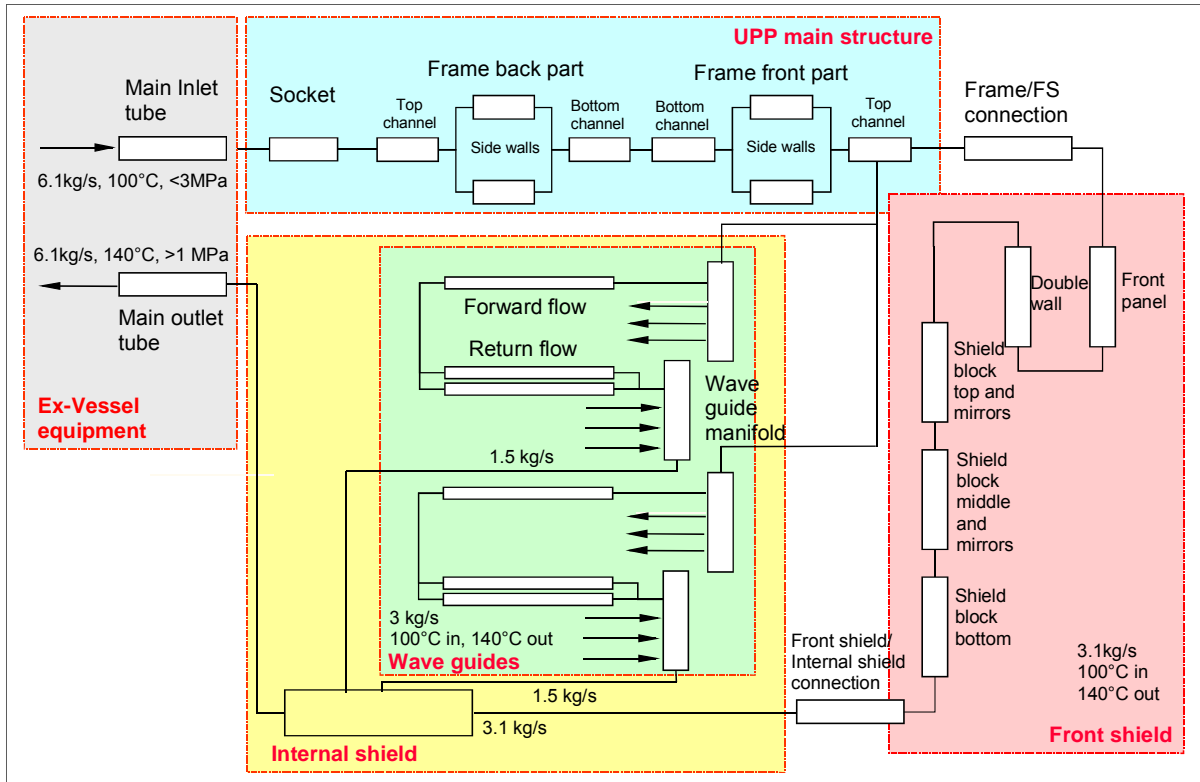 UPP main structure
Main Inlet
tube
6.1kg/s, 100°C, <3MPa
6.1kg/s, 140°C, >1 MPa
Main outlet
tube
Ex-Vessel
equipment
Socket
Top
channel
Frame back part
Side walls
Bottom
channel
Bottom
channel
Frame front part
Side walls
Top
channel
Frame/FS
connection
Forward flow
Return flow
Wave
guide
manifold
1.5 kg/s
3 kg/s
100°C in, 140°C out
Wave guides
1.5 kg/s
3.1 kg/s
Internal shield
Front shield/
Internal shield
connection
Double
wall
Front
panel
Shield
block
top and
mirrors
Shield
block
middle
and
mirrors
Shield
block
bottom
3.1kg/s
100°C in
140°C out
Front shield